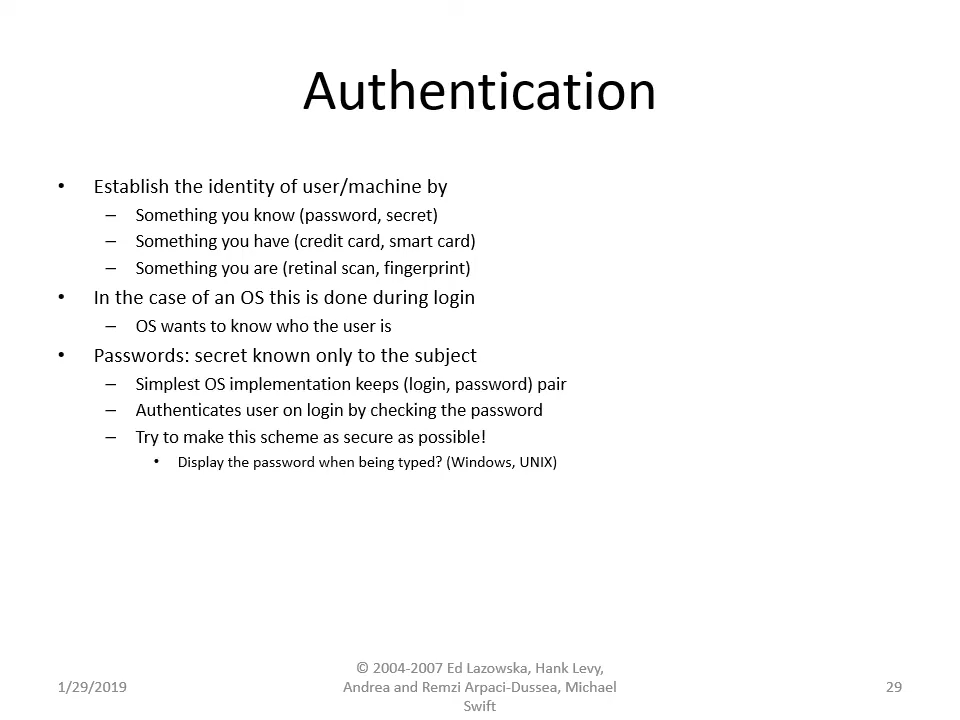 Authentication
• Establish the identity of user/machine by
– Something you know (password, secret)
– Something you have (credit card, smart card)
– Something you are (retinal scan, fingerprint)
• In the case of an OS this is done during login
– OS wants to know who the user is
• Passwords: secret known only to the subject
– Simplest OS implementation keeps (login, password) pair
– Authenticates user on login by checking the password
– Try to make this scheme as secure as possible!
• Display the password when being typed? (Windows, UNIX)
1/29/2019
© 2004-2007 Ed Lazowska, Hank Levy,
Andrea and Remzi Arpaci-Dussea, Michael
Swift
29